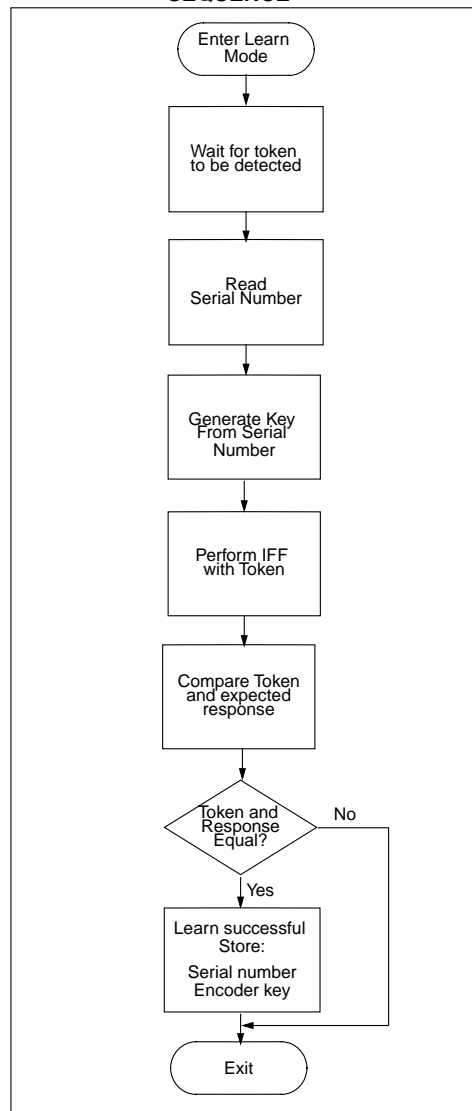 SEQUENCE
Enter Learn
Mode
Wait for token
to be detected
Read
Serial Number
Generate Key
From Serial
Number
Perform IFF
with Token
Compare Token
and expected
response
Token and
Response
Equal?
No
Yes
Learn successful
Store:
Serial number
Encoder key
Exit